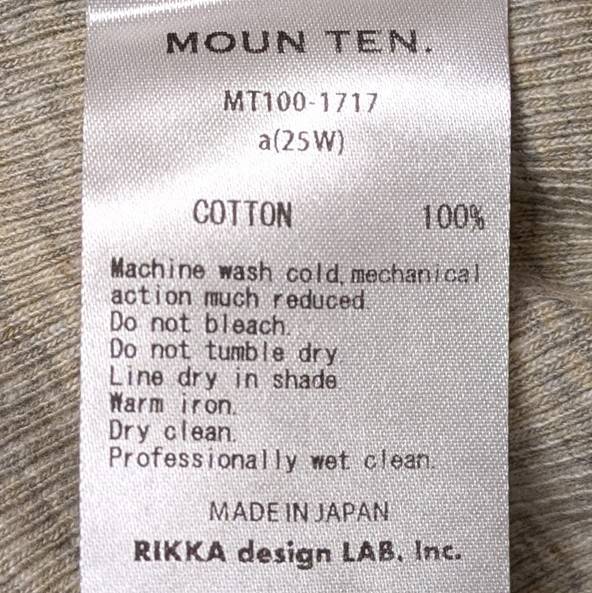 MOUN TEN.
MT100-1717
a(25W)
COTTON 100%
Machine wash cold, mechanical
action much reduced.
Do not bleach.
Do not tumble dry
Line dry in shade
Warm iron.
Dry clean.
Professionally wet clean.
MADE IN JAPAN
RIKKA design LAB. Inc.